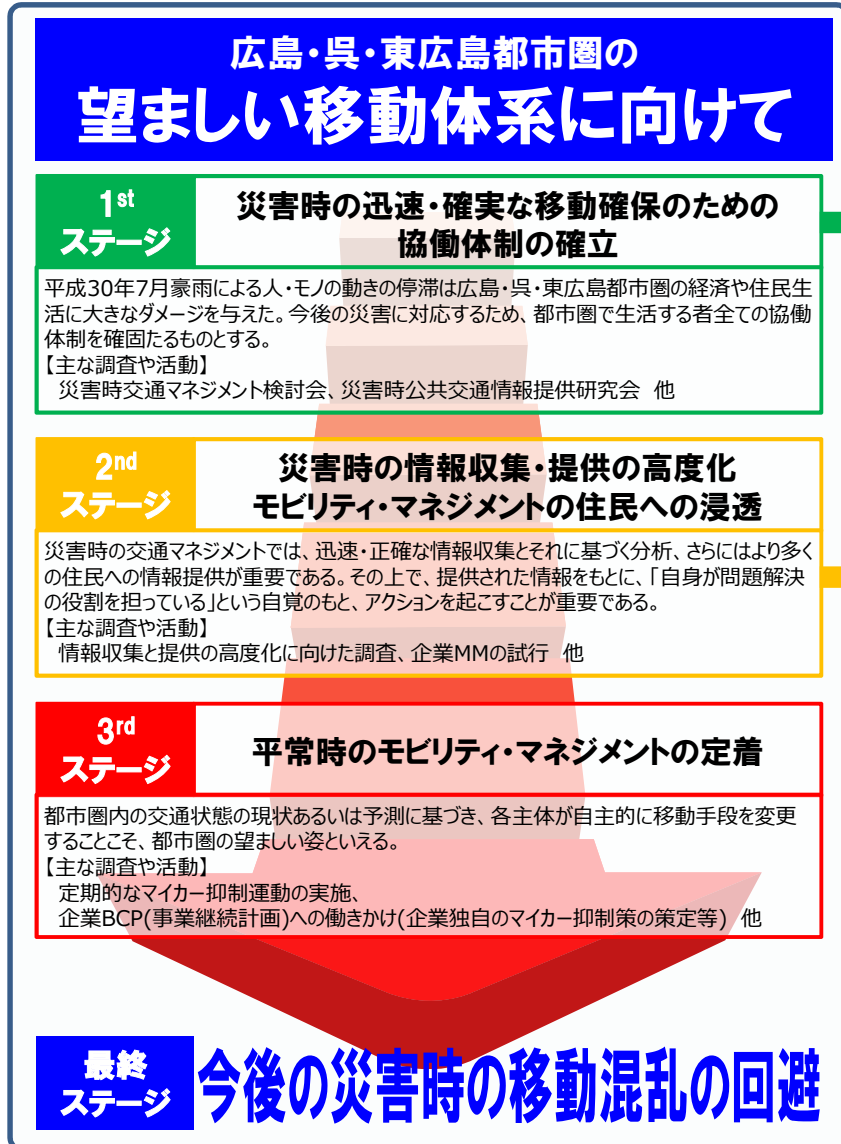 広島・呉・東広島都市圏の
望ましい移動体系に向けて
1st
ステージ
災害時の迅速・確実な移動確保のための
協働体制の確立
平成30年7月豪雨による人・モノの動きの停滞は広島・呉・東広島都市圏の経済や住民生
活に大きなダメージを与えた。今後の災害に対応するため、都市圏で生活する者全ての協働
体制を確固たるものとする。
【主な調査や活動】
災害時交通マネジメント検討会、災害時公共交通情報提供研究会 他
2nd
ステージ
災害時の情報収集・提供の高度化
モビリティ・マネジメントの住民への浸透
災害時の交通マネジメントでは、迅速・正確な情報収集とそれに基づく分析、さらにはより多く
の住民への情報提供が重要である。その上で、提供された情報をもとに、「自身が問題解決
の役割を担っている」という自覚のもと、アクションを起こすことが重要である。
【主な調査や活動】
情報収集と提供の高度化に向けた調査、企業MMの試行 他
3rd
ステージ
平常時のモビリティ・マネジメントの定着
都市圏内の交通状態の現状あるいは予測に基づき、各主体が自主的に移動手段を変更
することこそ、都市圏の望ましい姿といえる。
【主な調査や活動】
定期的なマイカー抑制運動の実施、
企業BCP(事業継続計画)への働きかけ(企業独自のマイカー抑制策の策定等) 他
最終
ステージ
今後の災害時の移動混乱の回避